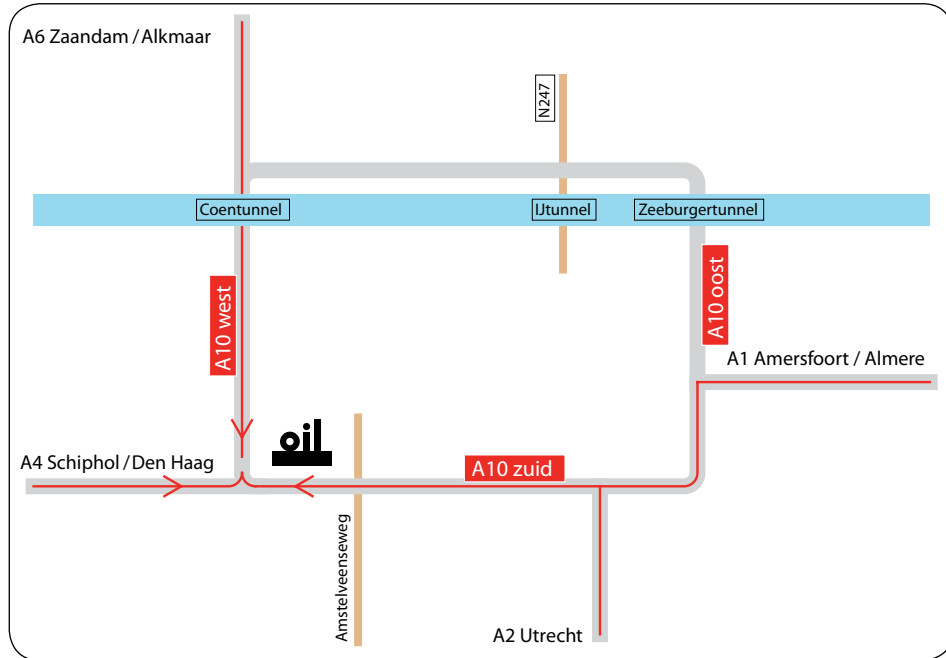 A6 Zaandam / Alkmaar
N247
Coentunnel
IJtunnel
Zeeburgertunnel
A10 west
A10 oost
A1 Amersfoort / Almere
oil
A4 Schiphol / Den Haag
A10 zuid
Amstelveenseweg
A2 Utrecht